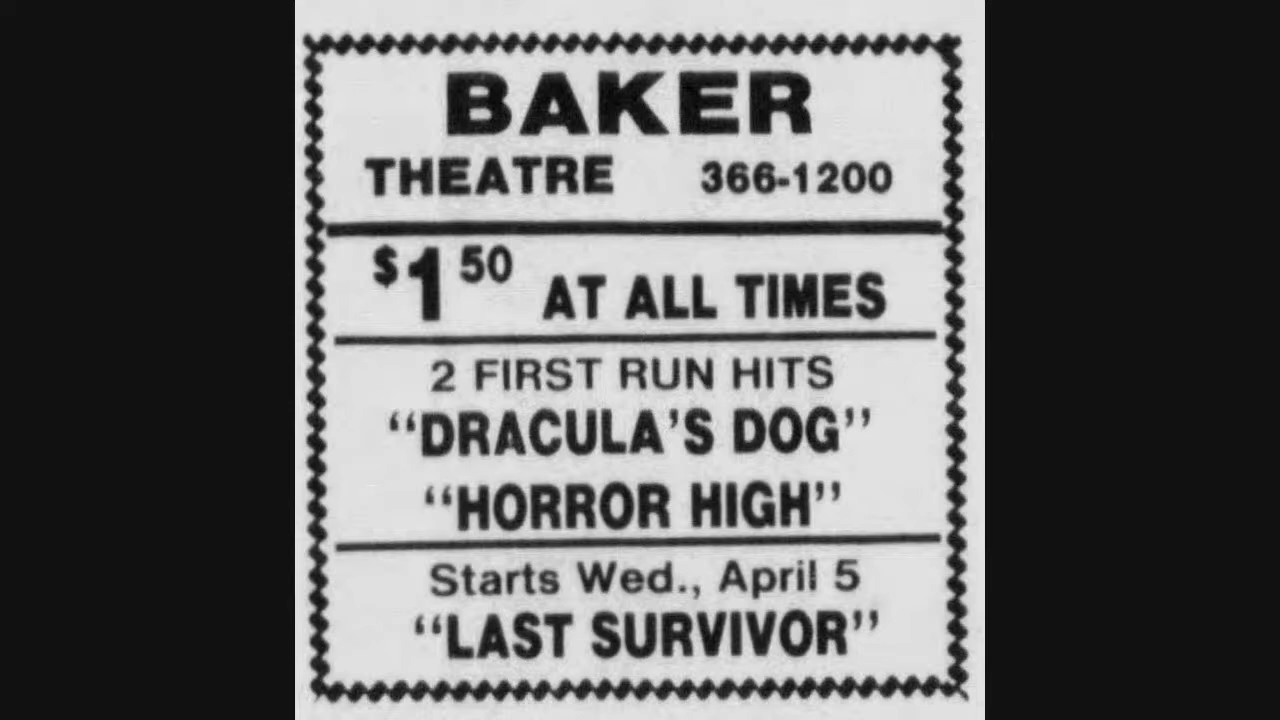 BAKER
THEATRE 366-1200
$1 50 AT ALL TIMES
2 FIRST RUN HITS
"DRACULA'S DOG"
"HORROR HIGH"
Starts Wed., April 5
"LAST SURVIVOR"